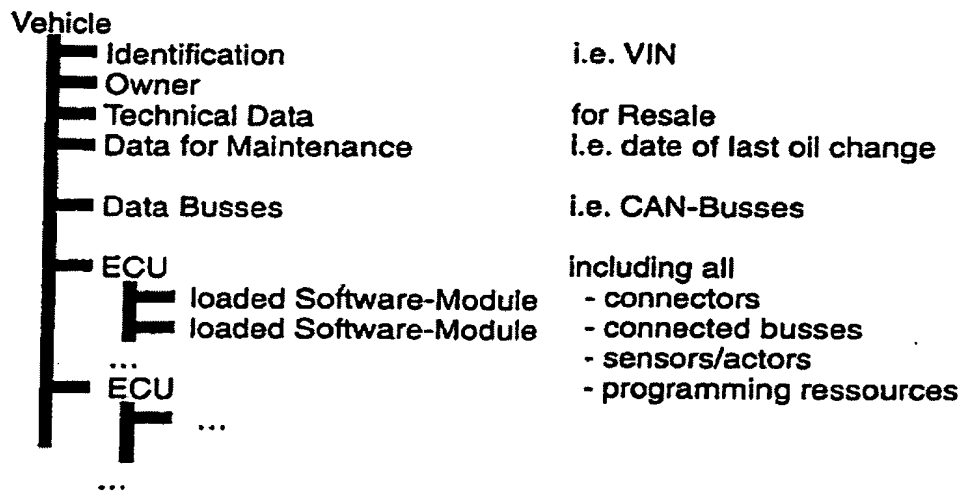 Vehicle
Identification i.e. VIN
Owner
Technical Data for Resale
Data for Maintenance i.e. date of last oil change
Data Busses i.e. CAN-Busses
ECU including all
loaded Software-Module - connectors
loaded Software-Module - connected busses
... - sensors/actors
ECU - programming ressources
...
...